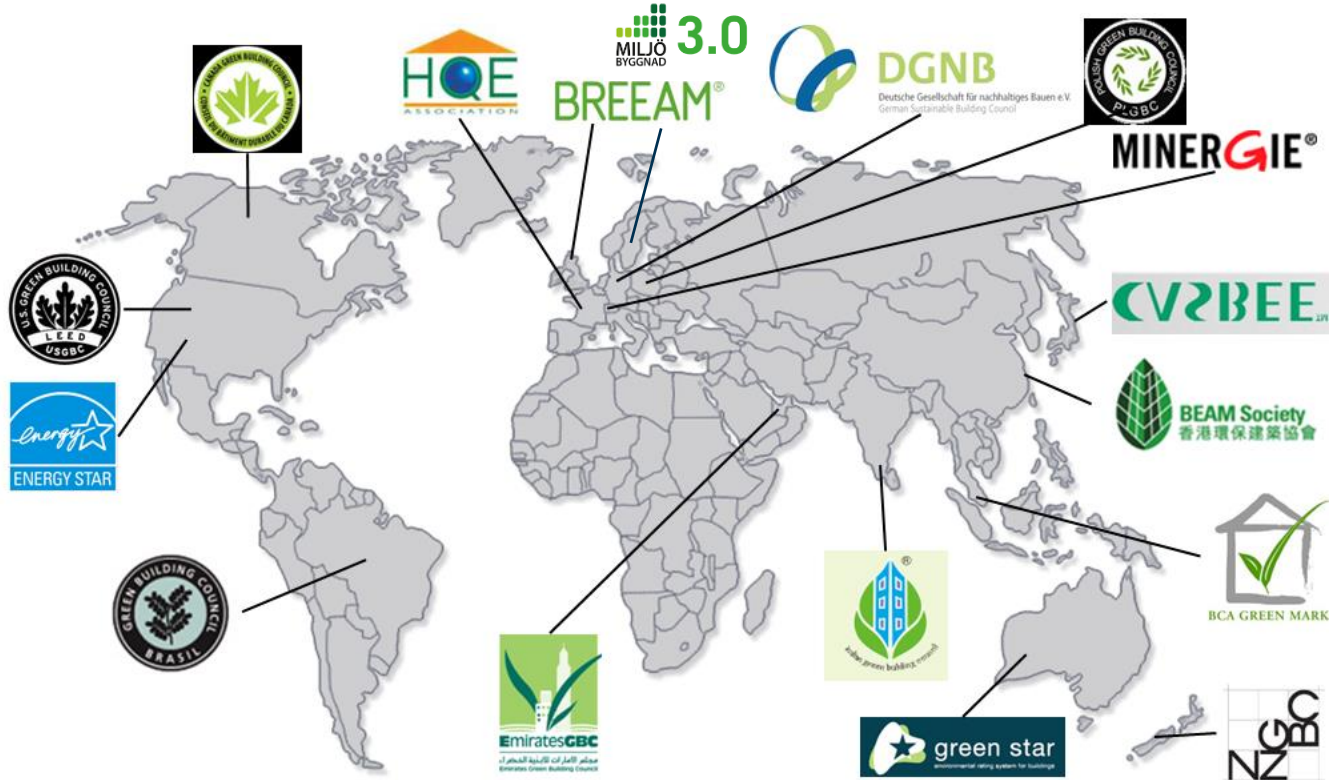 MILJÖ
BYGGNAD
3.0
CANADA GREEN BUILDING COUNCIL
CONSEIL DU BÂTIMENT DURABLE DU CANADA
HQE
ASSOCIATION
BREEAM®
DGNB
Deutsche Gesellschaft für nachhaltiges Bauen e.V.
German Sustainable Building Council
POLISH GREEN BUILDING COUNCIL
PLGBC
MINERGIE®
U.S. GREEN BUILDING COUNCIL
LEED
USGBC
CASBEE
energy
ENERGY STAR
BEAM Society
香港環保建築協會
BCA GREEN MARK
GREEN BUILDING COUNCIL
BRASIL
®
indian green building council
EmiratesGBC
مجلس الامارات للأبنية الخضراء
Emirates Green Building Council
green star
environmental rating system for buildings
NZGBC